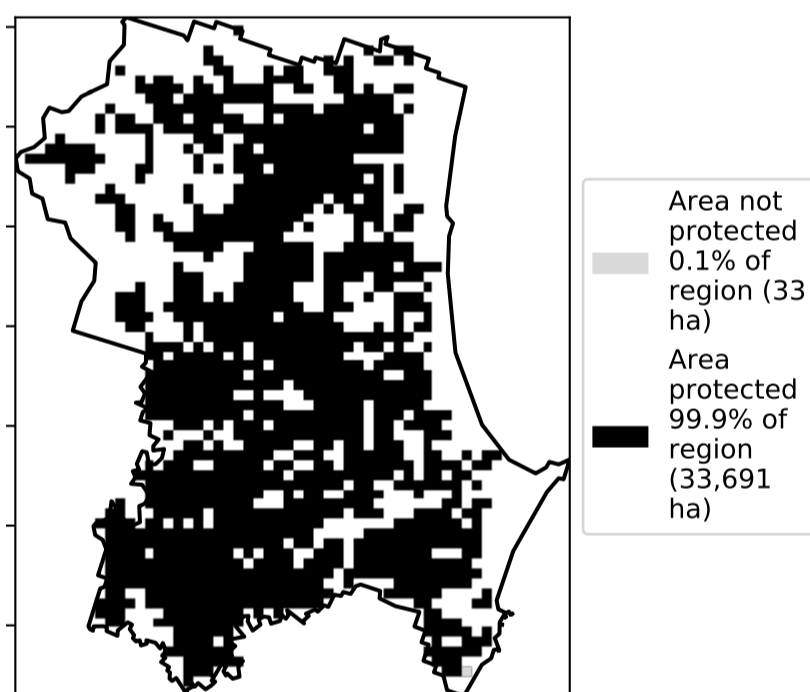 Area not
protected
0.1% of
region (33
ha)
Area
protected
99.9% of
region
(33,691
ha)